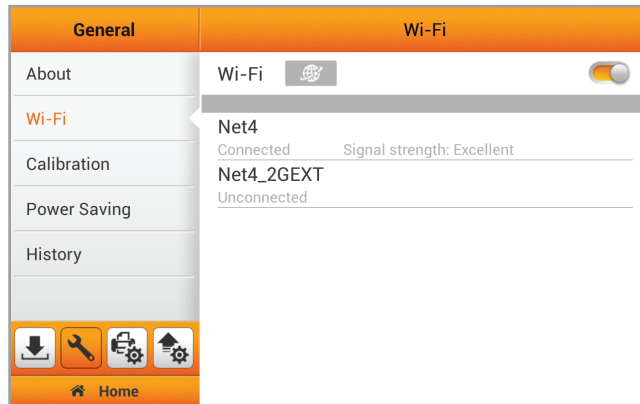 General
Wi-Fi
About
Wi-Fi
Calibration
Power Saving
History
Home
Wi-Fi
Net4
Connected Signal strength: Excellent
Net4_2GEXT
Unconnected